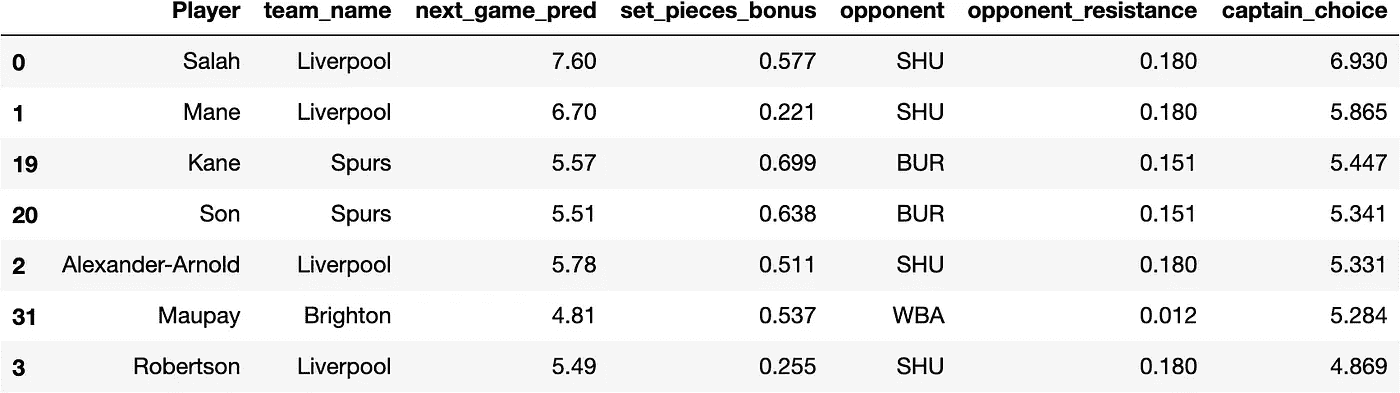 Player team_name next_game_pred set_pieces_bonus opponent opponent_resistance captain_choice
0 Salah Liverpool 7.60 0.577 SHU 0.180 6.930
1 Mane Liverpool 6.70 0.221 SHU 0.180 5.865
19 Kane Spurs 5.57 0.699 BUR 0.151 5.447
20 Son Spurs 5.51 0.638 BUR 0.151 5.341
2 Alexander-Arnold Liverpool 5.78 0.511 SHU 0.180 5.331
31 Maupay Brighton 4.81 0.537 WBA 0.012 5.284
3 Robertson Liverpool 5.49 0.255 SHU 0.180 4.869